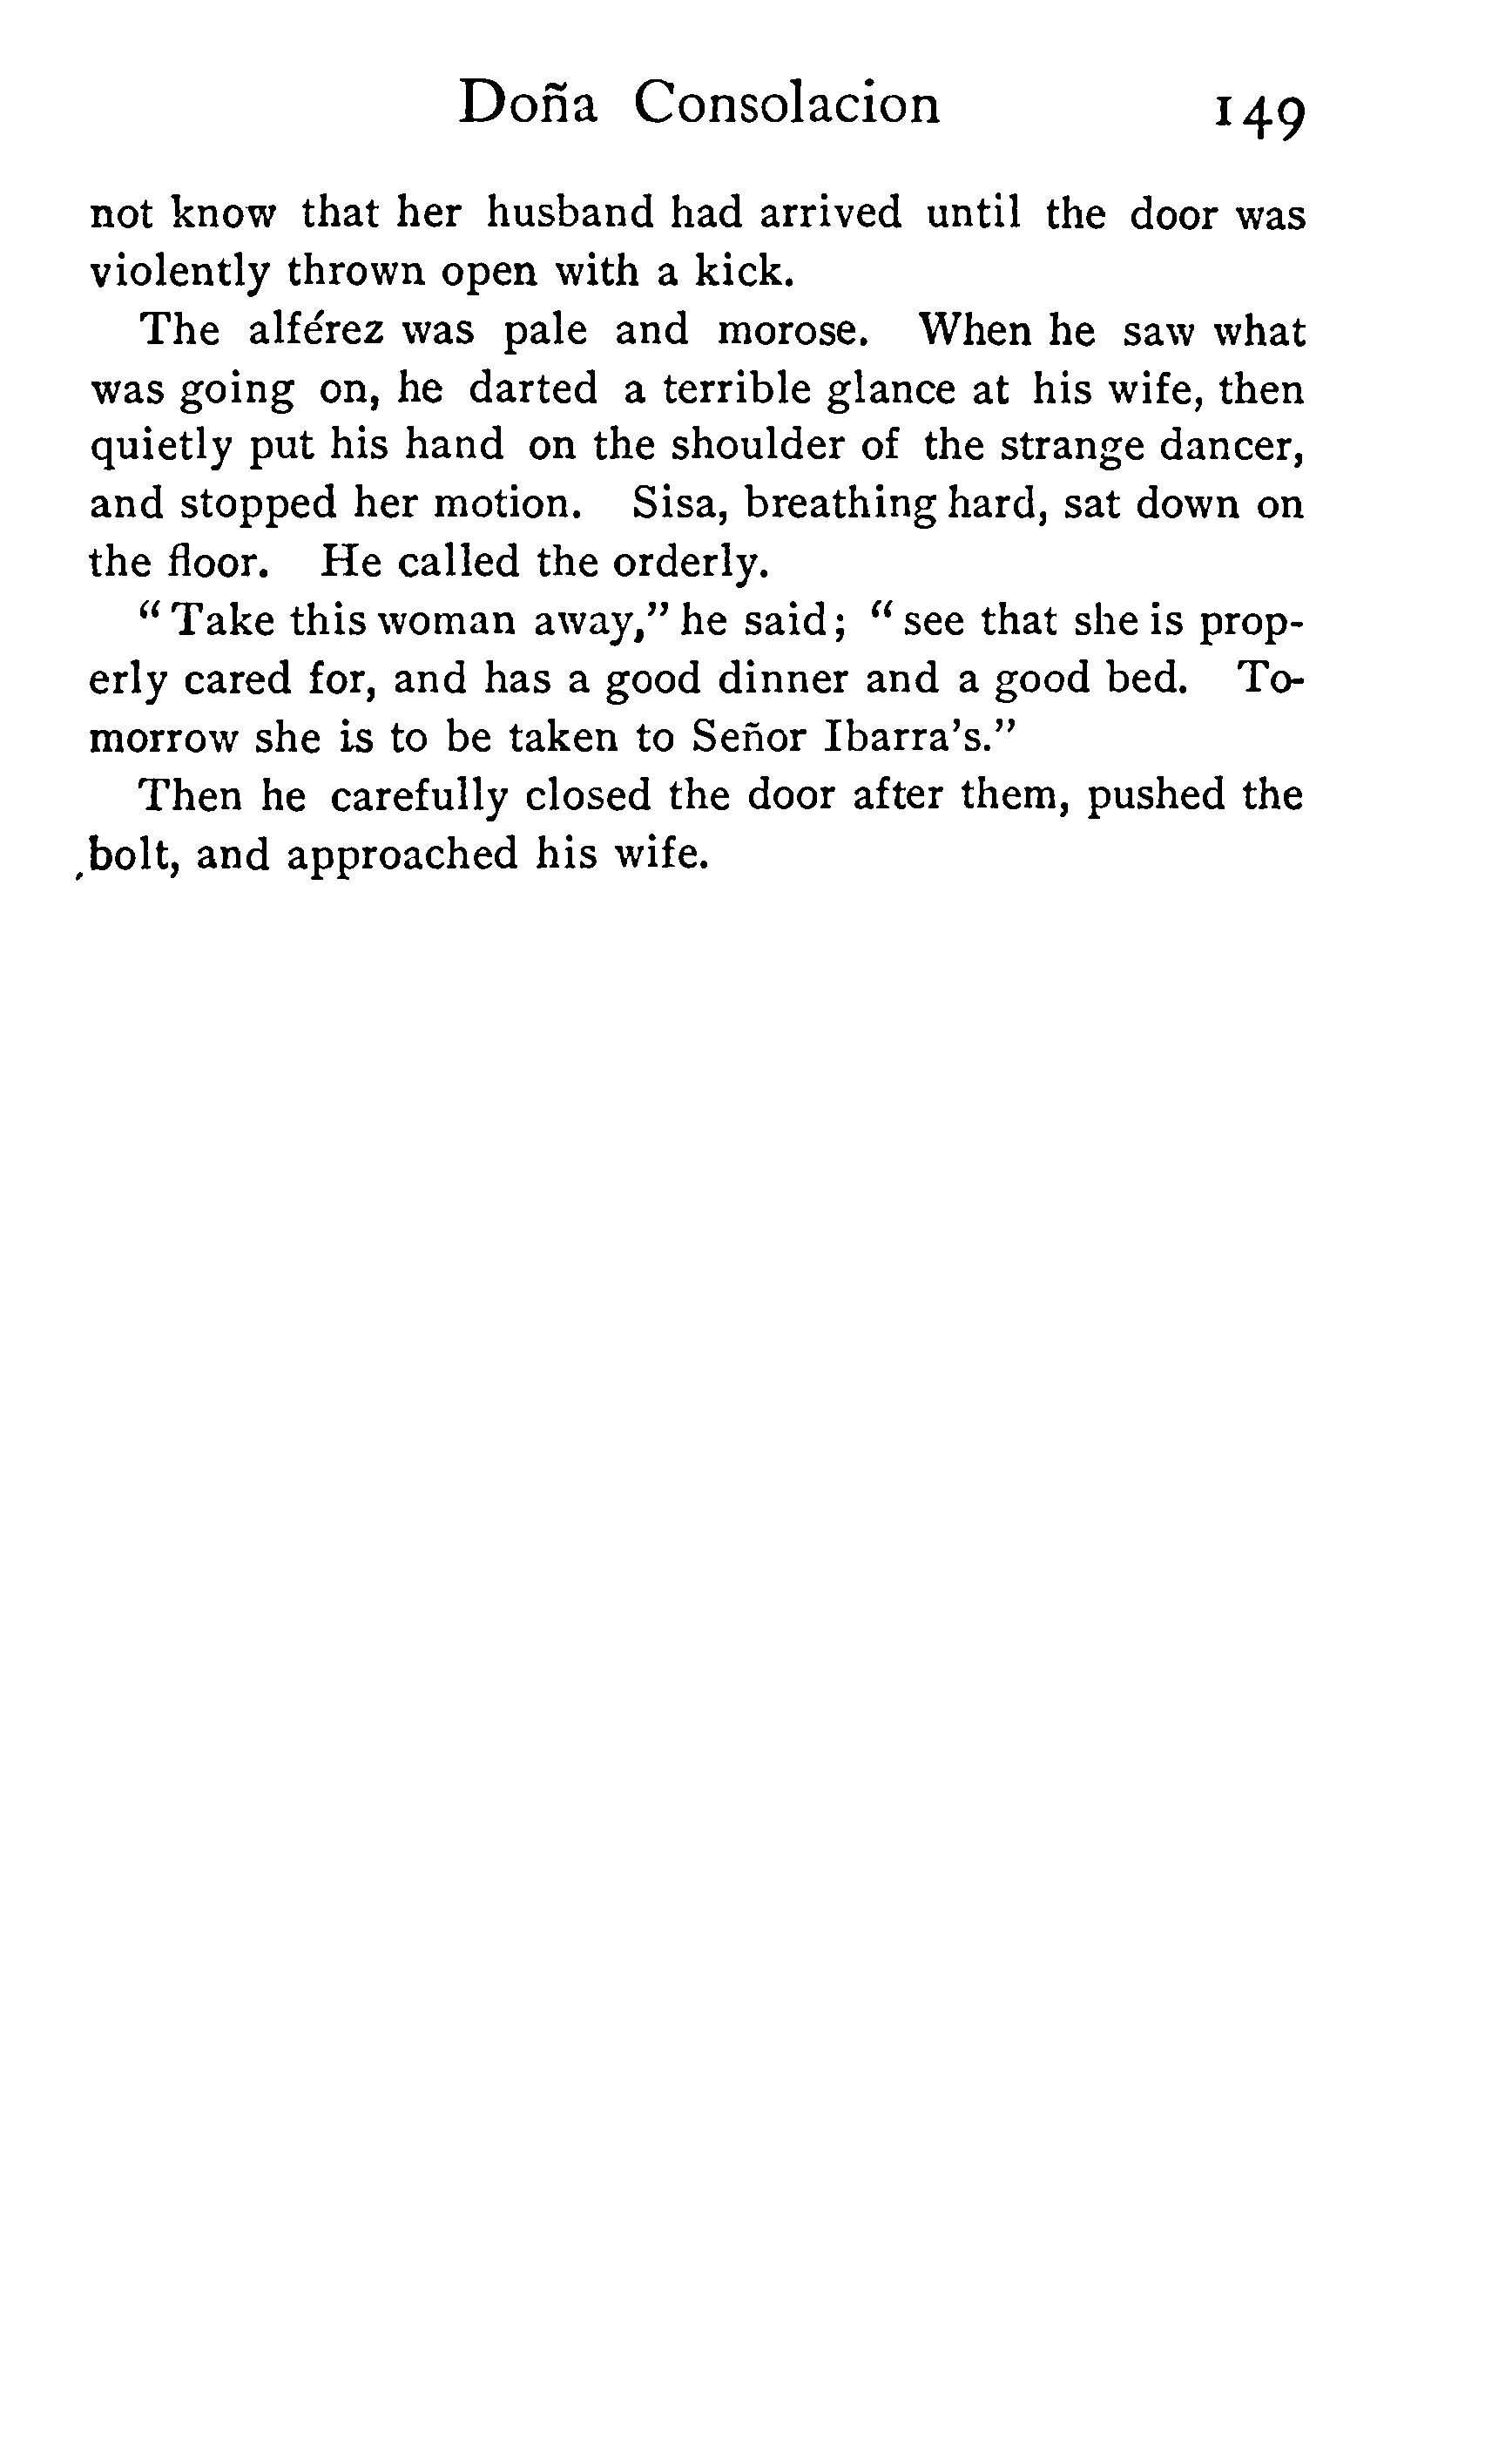 Doña Consolacion 149
not know that her husband had arrived until the door was
violently thrown open with a kick.
The alférez was pale and morose. When he saw what
was going on, he darted a terrible glance at his wife, then
quietly put his hand on the shoulder of the strange dancer,
and stopped her motion. Sisa, breathing hard, sat down on
the floor. He called the orderly.
“Take this woman away,” he said; “see that she is prop-
erly cared for, and has a good dinner and a good bed. To-
morrow she is to be taken to Señor Ibarra's.”
Then he carefully closed the door after them, pushed the
bolt, and approached his wife.